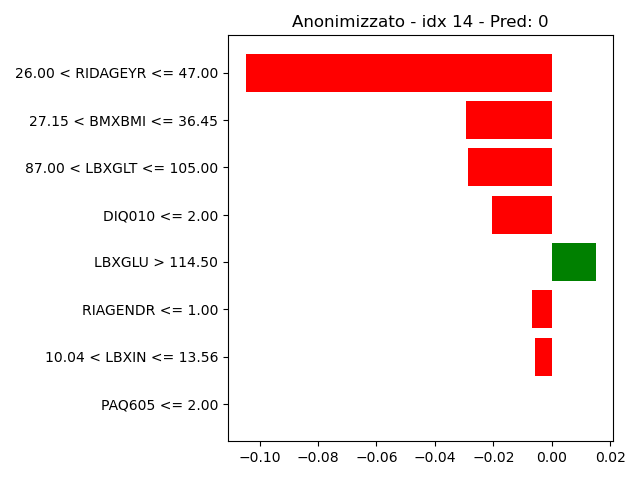 Anonimizzato - idx 14 - Pred: 0
26.00 < RIDAGEYR <= 47.00
27.15 < BMXBMI <= 36.45
87.00 < LBXGLT <= 105.00
DIQ010 <= 2.00
LBXGLU > 114.50
RIAGENDR <= 1.00
10.04 < LBXIN <= 13.56
PAQ605 <= 2.00
−0.10 −0.08 −0.06 −0.04 −0.02 0.00 0.02